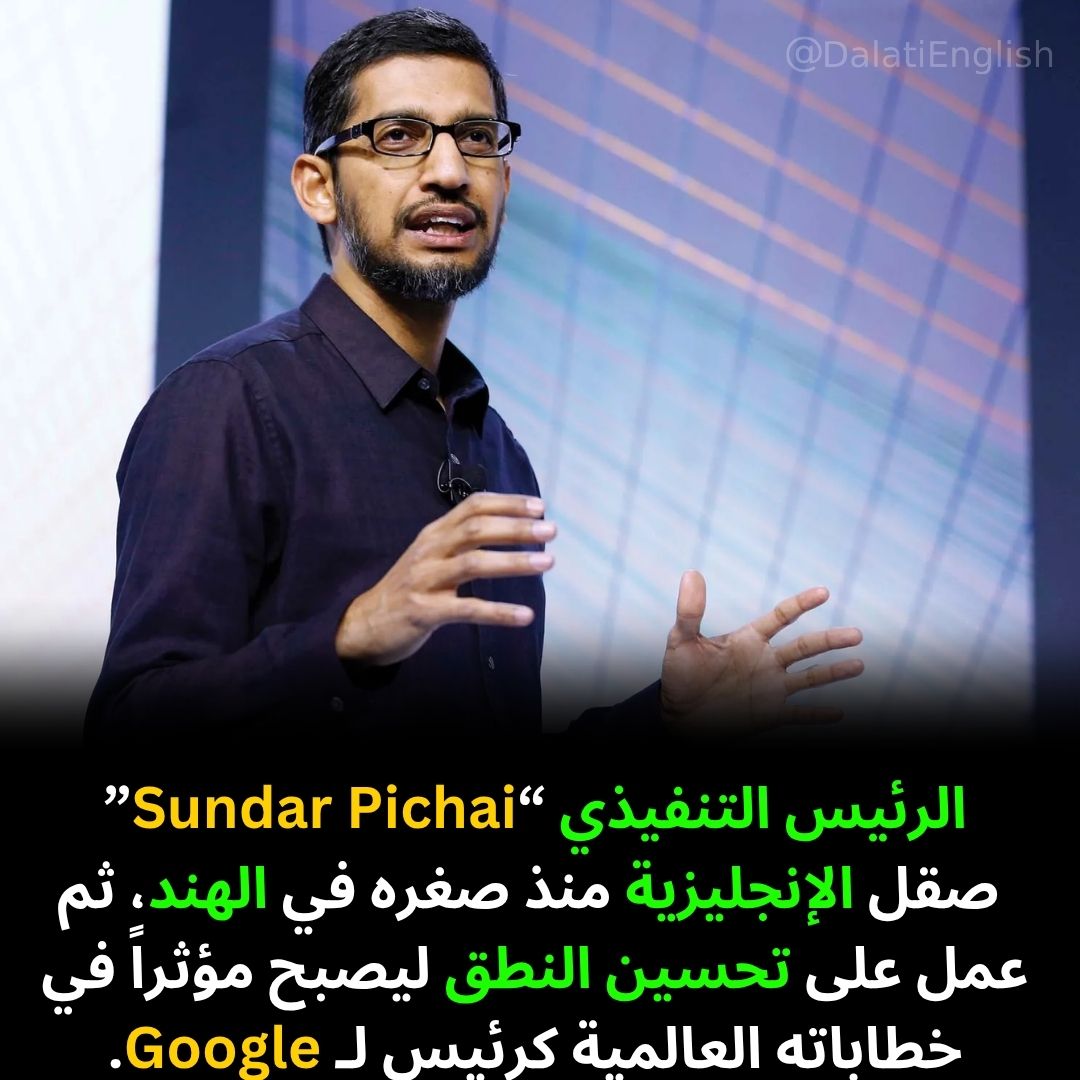 @DalatiEnglish
الرئيس التنفيذي “Sundar Pichai”
صقل الإنجليزية منذ صغره في الهند، ثم
عمل على تحسين النطق ليصبح مؤثراً في
خطاباته العالمية كرئيس لـ Google.